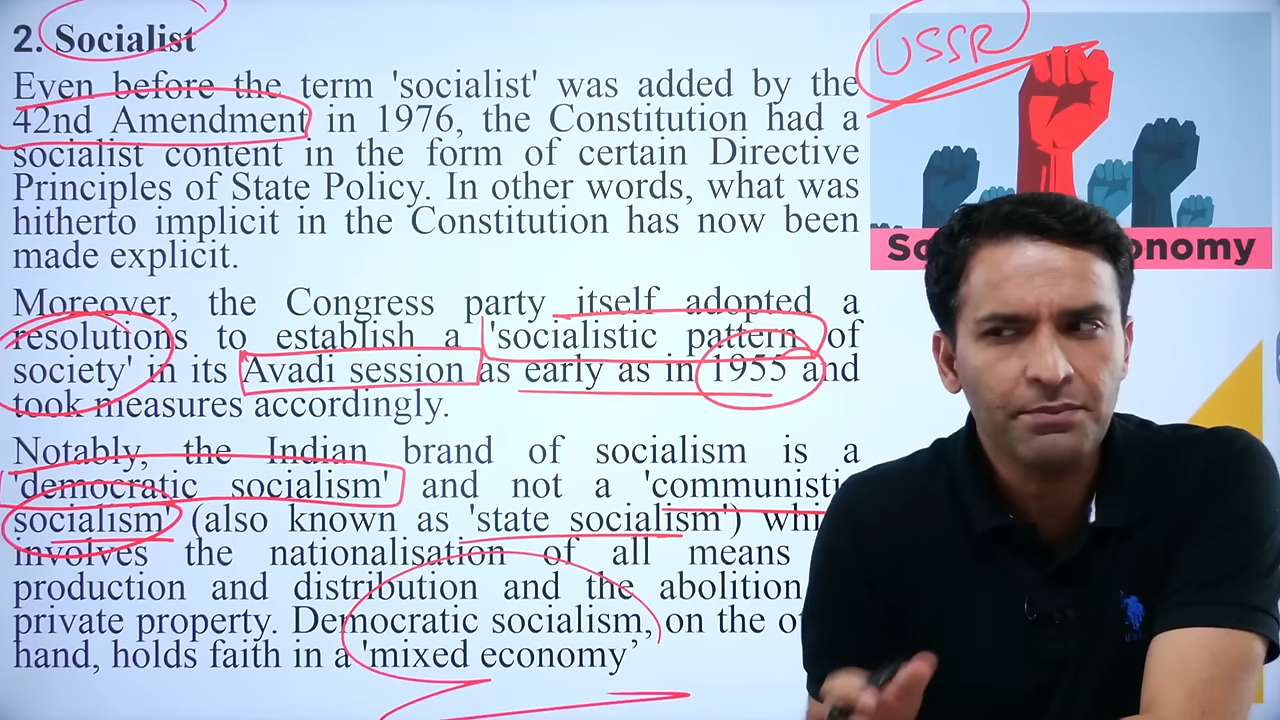 2. Socialist
Even before the term 'socialist' was added by the
42nd Amendment in 1976, the Constitution had a
socialist content in the form of certain Directive
Principles of State Policy. In other words, what was
hitherto implicit in the Constitution has now been
made explicit.
Moreover, the Congress party itself adopted a
resolutions to establish a 'socialistic pattern of
society' in its Avadi session as early as in 1955 and
took measures accordingly.
Notably, the Indian brand of socialism is a
'democratic socialism' and not a 'communisti
socialism' (also known as 'state socialism') whi
involves the nationalisation of all means
production and distribution and the abolition
private property. Democratic socialism, on the o
hand, holds faith in a 'mixed economy’
USSR
So onomy